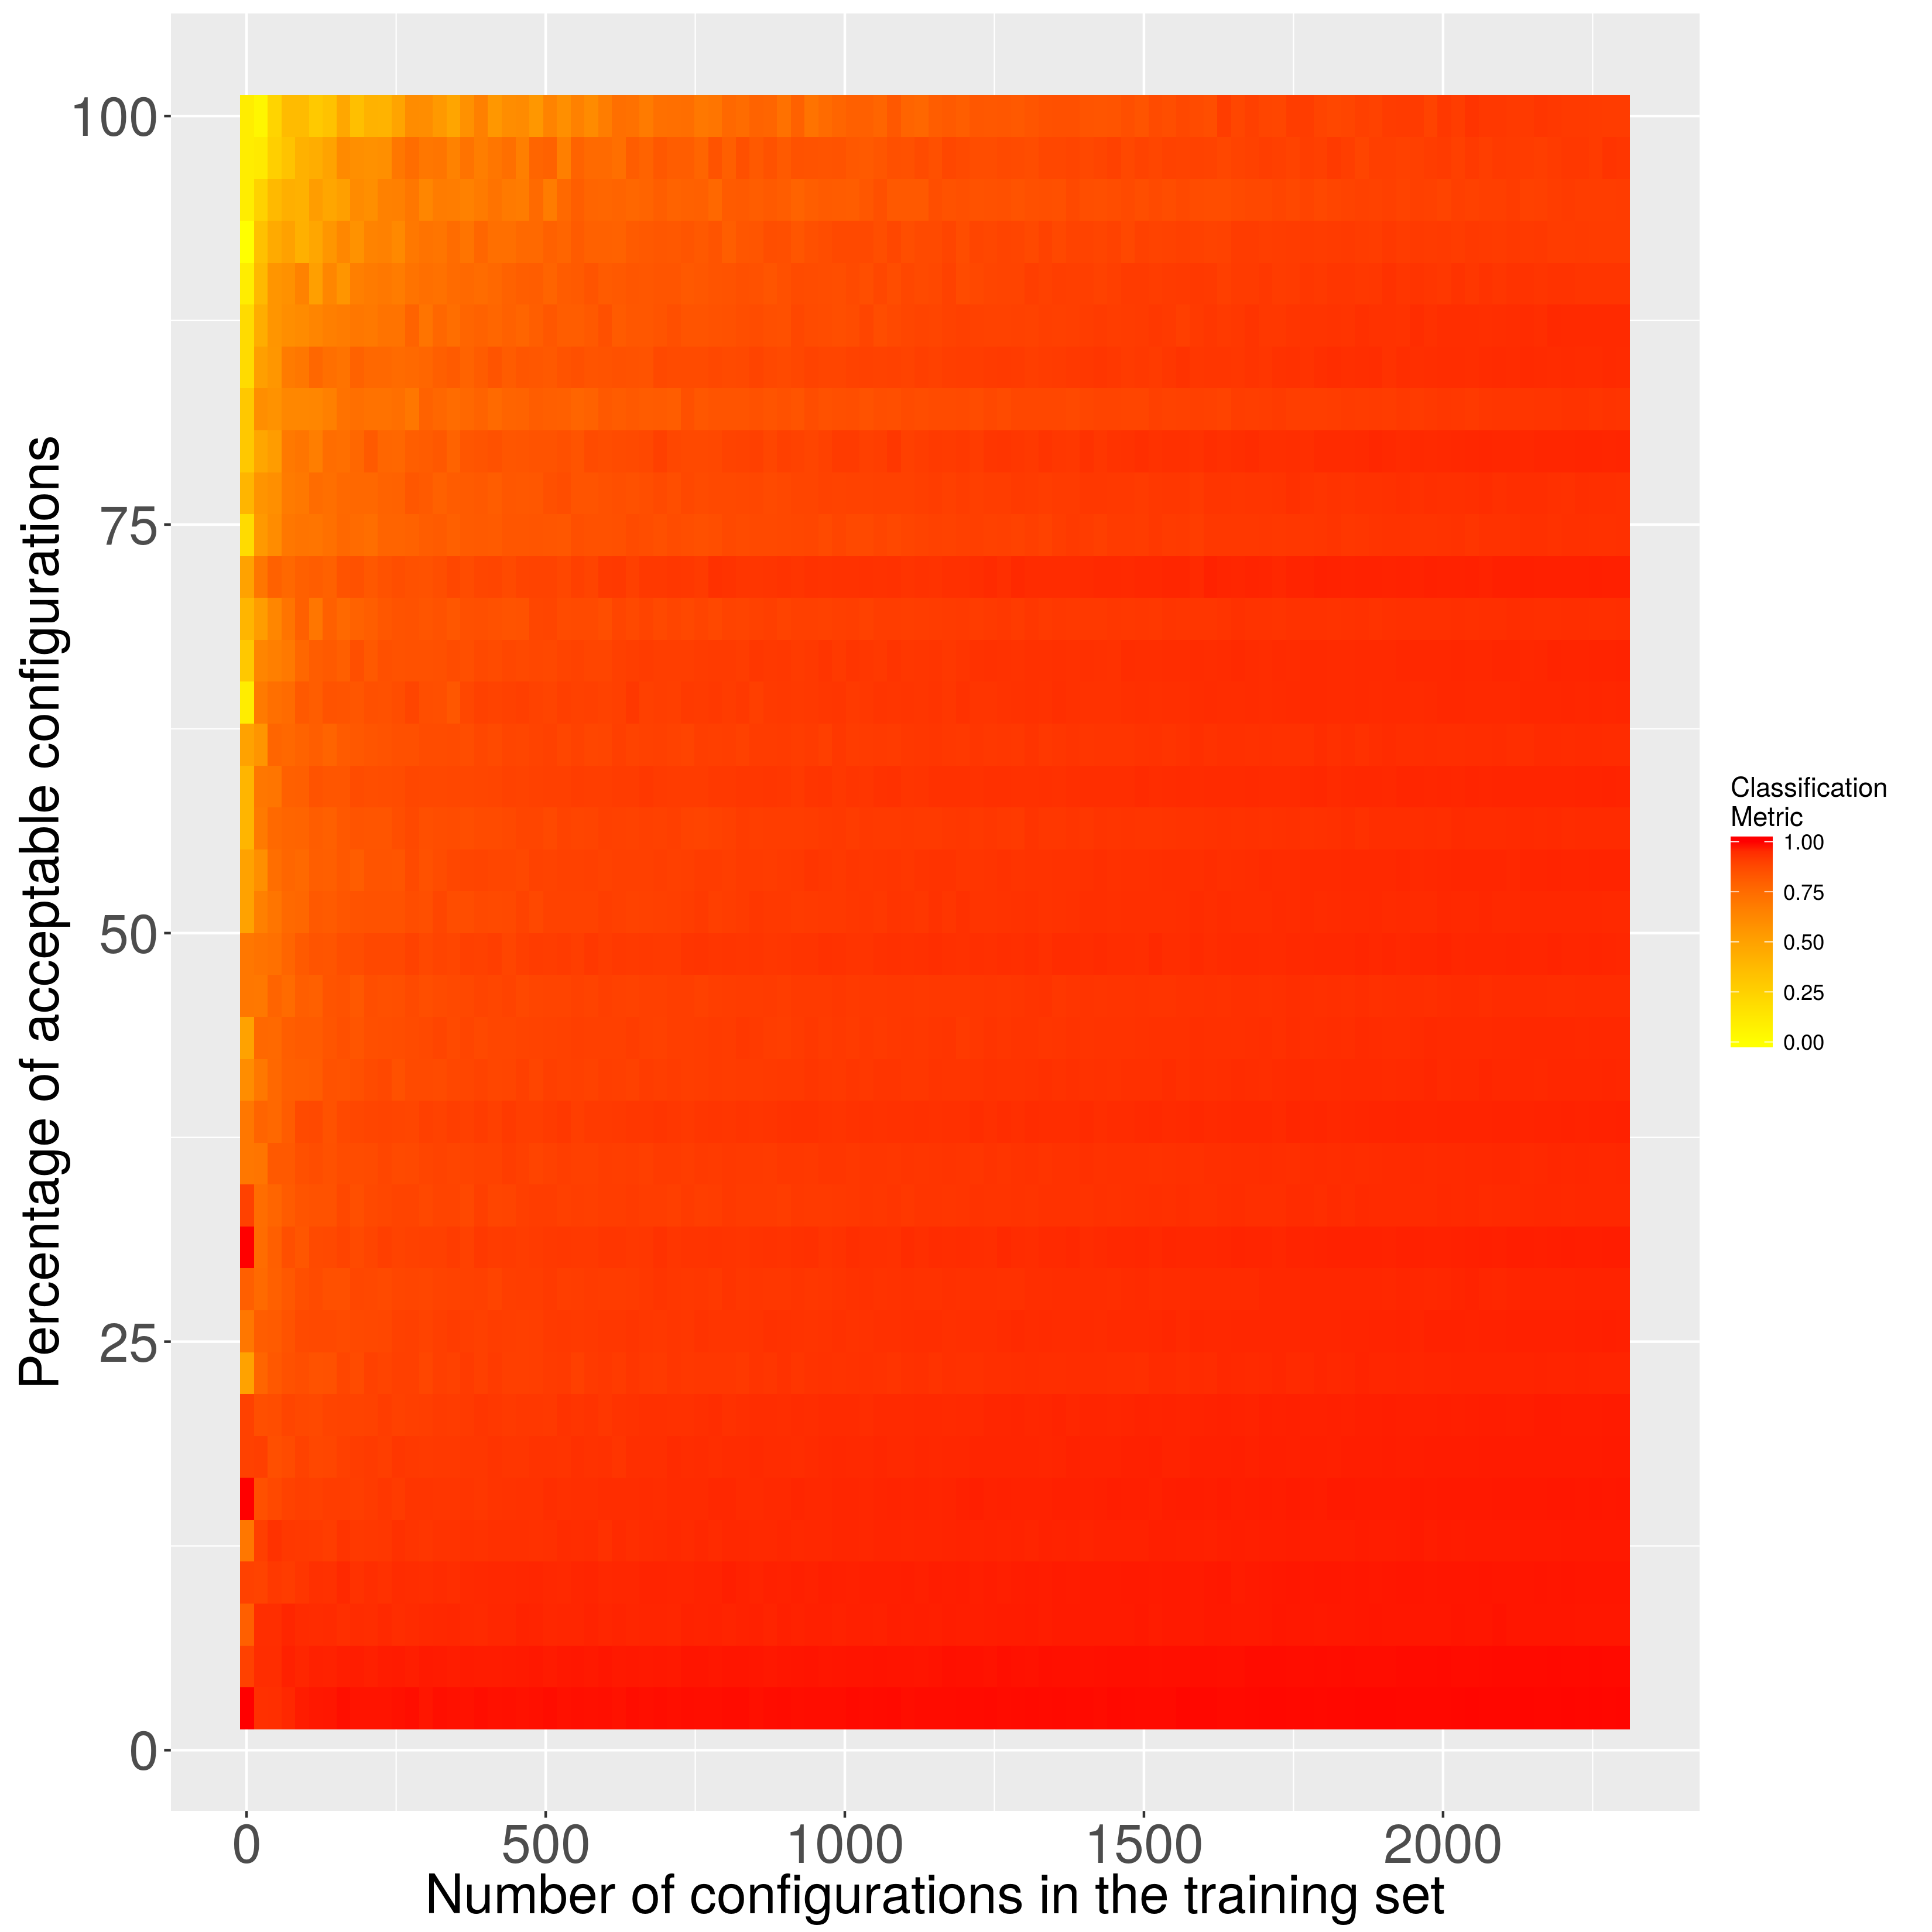 100
75
50
25
0
Percentage of acceptable configurations
0 500 1000 1500 2000
Number of configurations in the training set
Classification
Metric
1.00
0.75
0.50
0.25
0.00